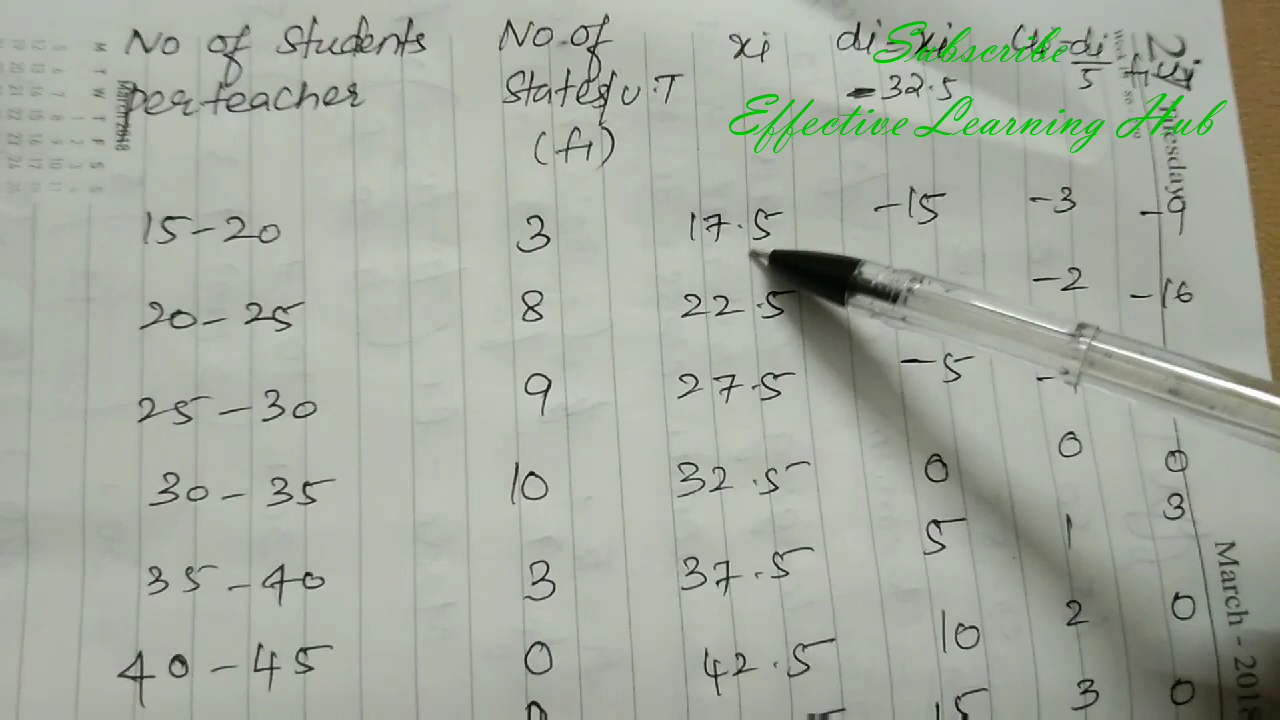 No of Students No. of xi di = xi ui = di
per teacher States/U.T - 32.5 5
(fi)
Subscribe
Effective Learning Hub
15-20 3 17.5 -15 -3 -9
20-25 8 22.5 -2 -16
25-30 9 27.5 -5
30-35 10 32.5 0 0 0
35-40 3 37.5 5 1 3
40-45 0 42.5 10 2 0
15 3 0
March - 2018